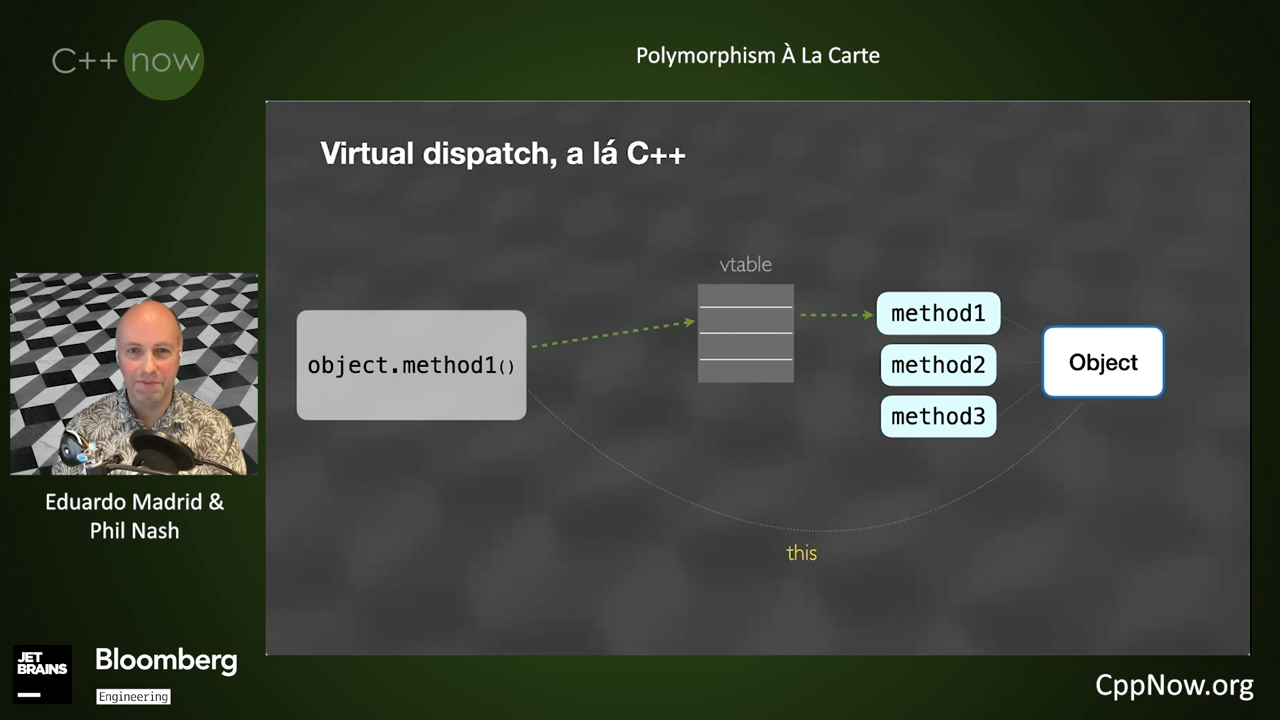 C++ now
Polymorphism À La Carte
Virtual dispatch, a lá C++
vtable
object.method1()
method1
method2
method3
Object
this
Eduardo Madrid &
Phil Nash
JET
BRAINS
Bloomberg
Engineering
CppNow.org